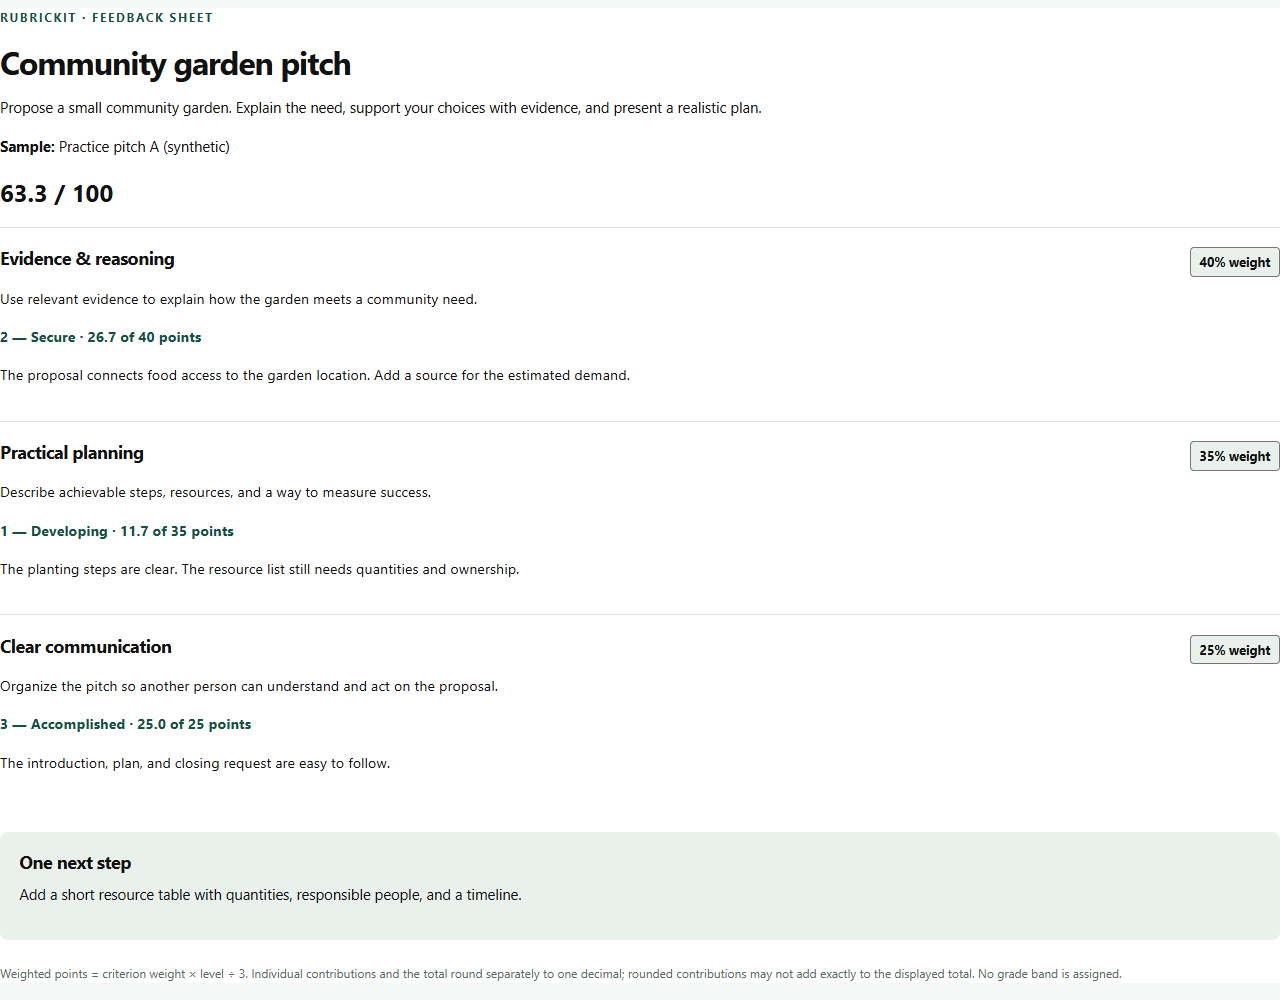 RUBRICKIT · FEEDBACK SHEET
Community garden pitch
Propose a small community garden. Explain the need, support your choices with evidence, and present a realistic plan.
Sample: Practice pitch A (synthetic)
63.3 / 100
Evidence & reasoning
40% weight
Use relevant evidence to explain how the garden meets a community need.
2 — Secure · 26.7 of 40 points
The proposal connects food access to the garden location. Add a source for the estimated demand.
Practical planning
35% weight
Describe achievable steps, resources, and a way to measure success.
1 — Developing · 11.7 of 35 points
The planting steps are clear. The resource list still needs quantities and ownership.
Clear communication
25% weight
Organize the pitch so another person can understand and act on the proposal.
3 — Accomplished · 25.0 of 25 points
The introduction, plan, and closing request are easy to follow.
One next step
Add a short resource table with quantities, responsible people, and a timeline.
Weighted points = criterion weight × level ÷ 3. Individual contributions and the total round separately to one decimal; rounded contributions may not add exactly to the displayed total. No grade band is assigned.